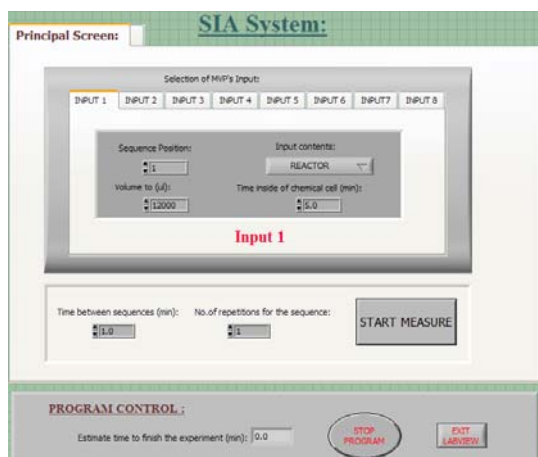 SIA System:
Principal Screen:
Selection of MVP's Input:
INPUT 1 INPUT 2 INPUT 3 INPUT 4 INPUT 5 INPUT 6 INPUT7 INPUT 8
Sequence Position: Input contents:
1 REACTOR
Volume to (ul): Time inside of chemical cell (min):
12000 5.0
Input 1
Time between sequences (min): No.of repetitions for the sequence:
1.0 1 START MEASURE
PROGRAM CONTROL :
Estimate time to finish the experiment (min): 0.0
STOP
PROGRAM
EXIT
LABVIEW